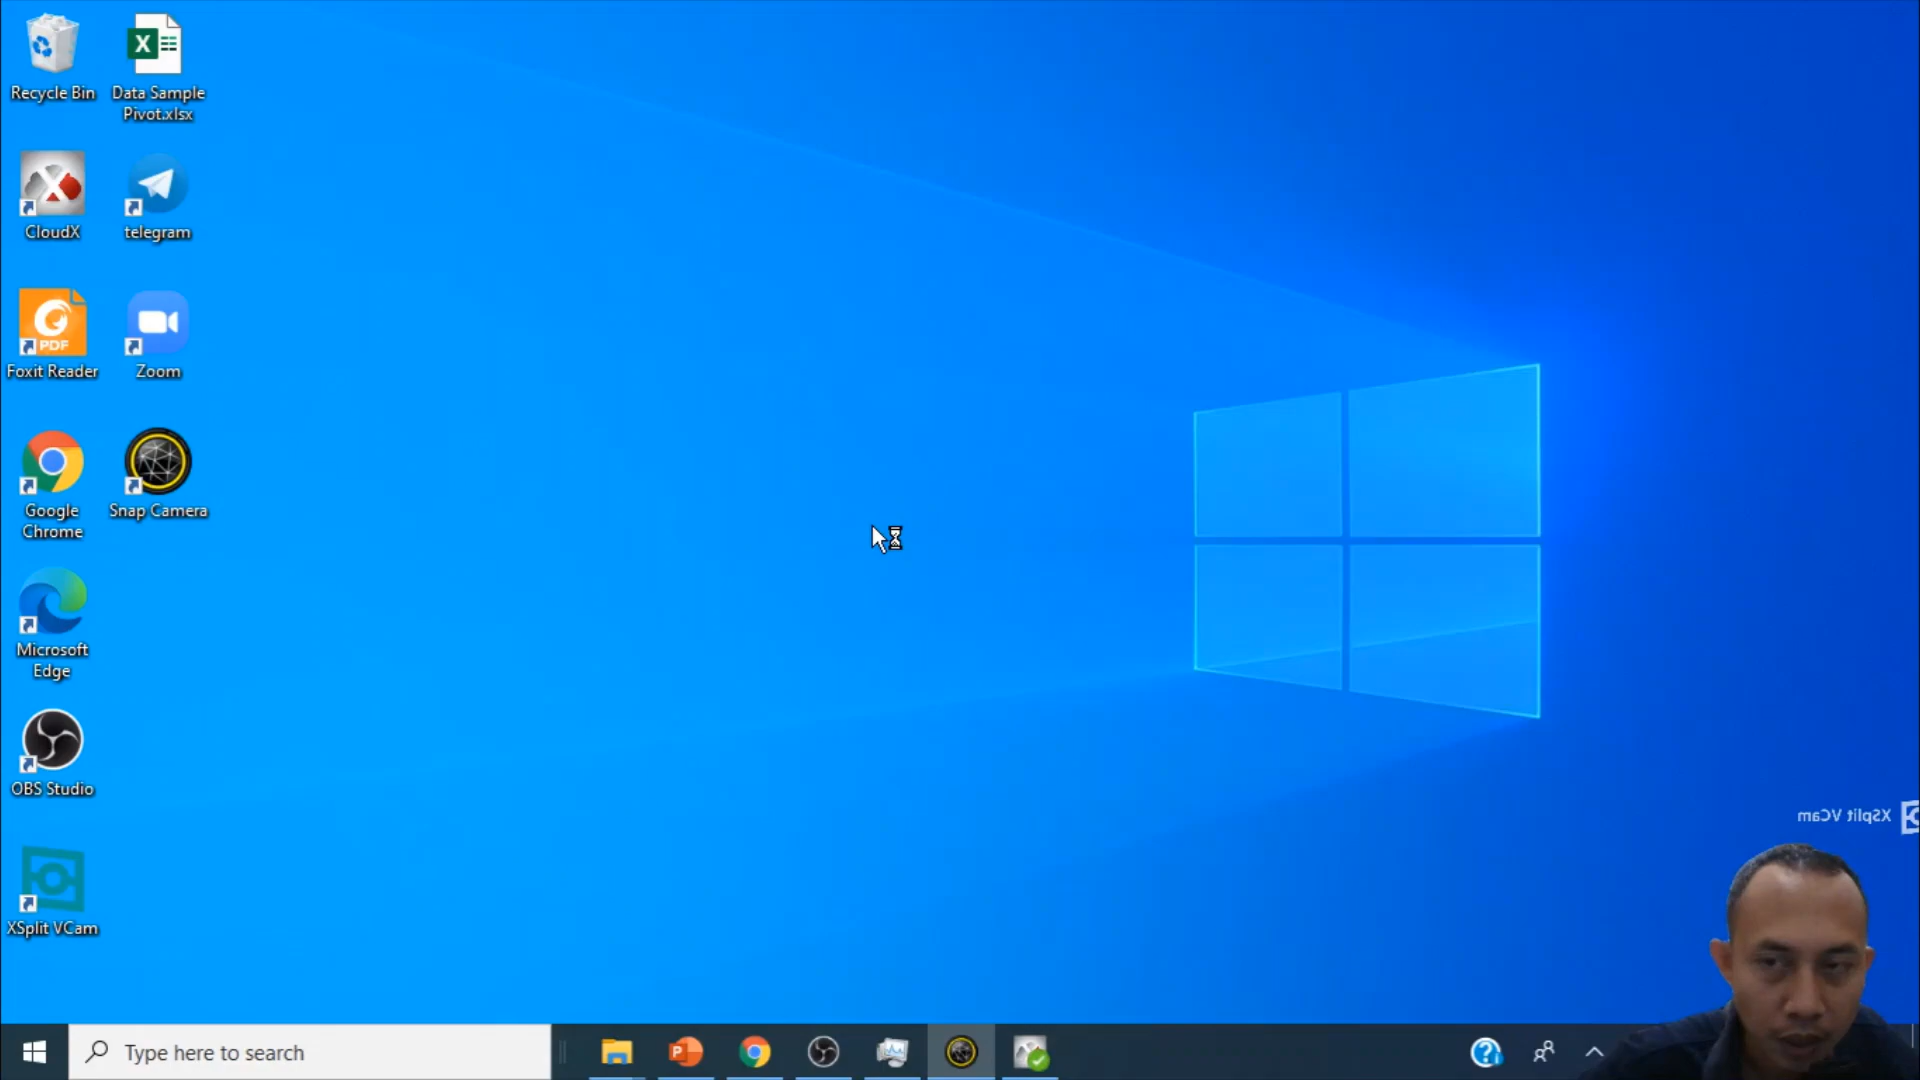 Recycle Bin
Data Sample
Pivot.xlsx
CloudX
telegram
PDF
Foxit Reader
Zoom
Google
Chrome
Snap Camera
Microsoft
Edge
OBS Studio
XSplit VCam
XSplit VCam
Type here to search